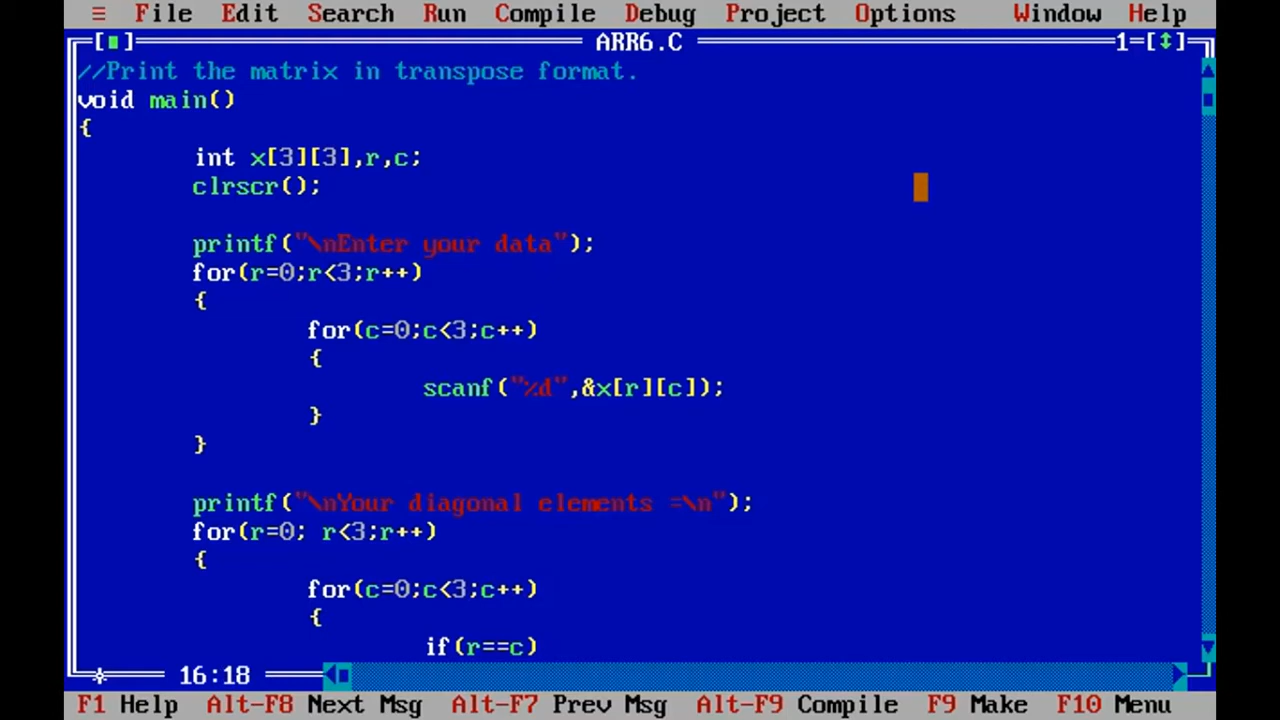 ≡ File Edit Search Run Compile Debug Project Options Window Help
[■] ARR6.C 1=[↕]
//Print the matrix in transpose format.
void main()
{
int x[3][3],r,c;
clrscr();
printf("\nEnter your data");
for(r=0;r<3;r++)
{
for(c=0;c<3;c++)
{
scanf("%d",&x[r][c]);
}
}
printf("\nYour diagonal elements =\n");
for(r=0; r<3;r++)
{
for(c=0;c<3;c++)
{
if(r==c)
16:18
F1 Help Alt-F8 Next Msg Alt-F7 Prev Msg Alt-F9 Compile F9 Make F10 Menu